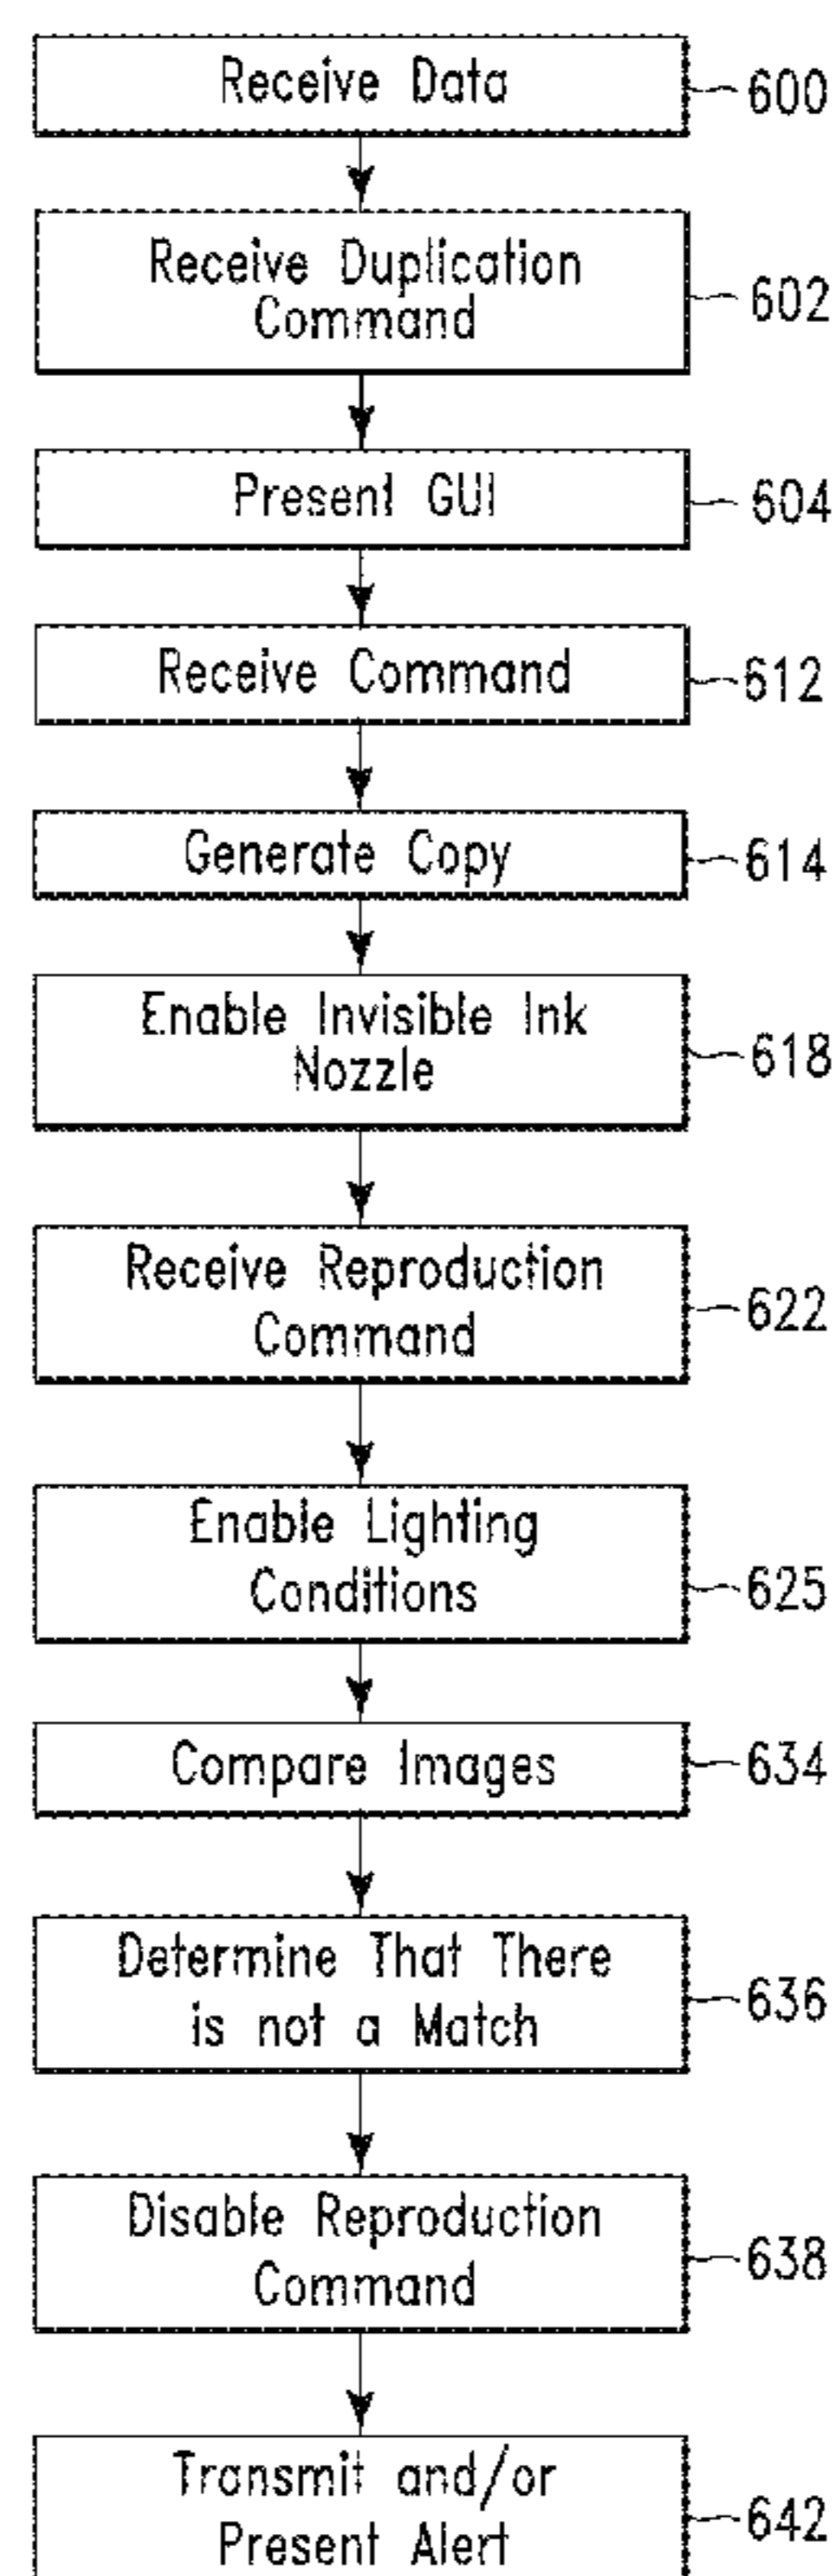 Receive Data
600
Receive Duplication
Command
602
Present GUI
604
Receive Command
612
Generate Copy
614
Enable Invisible Ink
Nozzle
618
Receive Reproduction
Command
622
Enable Lighting
Conditions
625
Compare Images
634
Determine That There
is not a Match
636
Disable Reproduction
Command
638
Transmit and/or
Present Alert
642